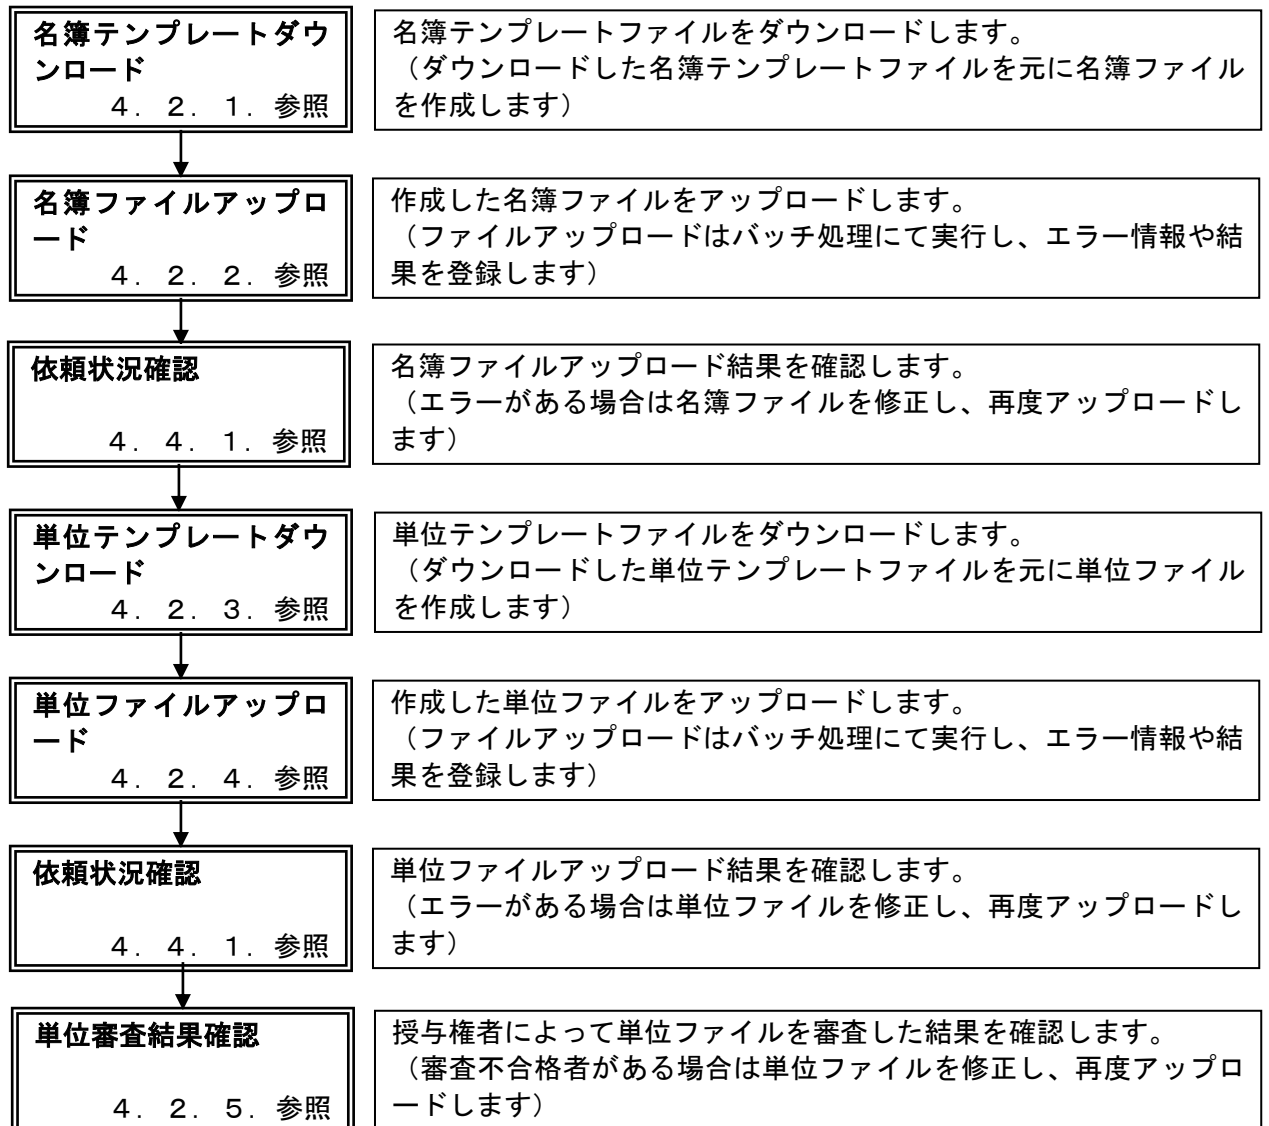 名簿テンプレートダウ
ンロード
４．２．１．参照
名簿テンプレートファイルをダウンロードします。
（ダウンロードした名簿テンプレートファイルを元に名簿ファイル
を作成します）
名簿ファイルアップロ
ード
４．２．２．参照
作成した名簿ファイルをアップロードします。
（ファイルアップロードはバッチ処理にて実行し、エラー情報や結
果を登録します）
依頼状況確認
４．４．１．参照
名簿ファイルアップロード結果を確認します。
（エラーがある場合は名簿ファイルを修正し、再度アップロードし
ます）
単位テンプレートダウ
ンロード
４．２．３．参照
単位テンプレートファイルをダウンロードします。
（ダウンロードした単位テンプレートファイルを元に単位ファイル
を作成します）
単位ファイルアップロ
ード
４．２．４．参照
作成した単位ファイルをアップロードします。
（ファイルアップロードはバッチ処理にて実行し、エラー情報や結
果を登録します）
依頼状況確認
４．４．１．参照
単位ファイルアップロード結果を確認します。
（エラーがある場合は単位ファイルを修正し、再度アップロードし
ます）
単位審査結果確認
４．２．５．参照
授与権者によって単位ファイルを審査した結果を確認します。
（審査不合格者がある場合は単位ファイルを修正し、再度アップロ
ードします）